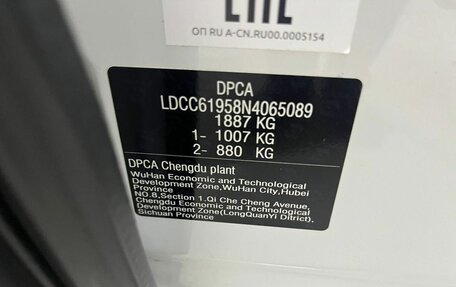 EAC
ОП RU A-CN.RU00.0005154
DPCA
LDCC61958N4065089
1887 KG
1- 1007 KG
2- 880 KG
DPCA Chengdu plant
WuHan Economic and Technological
Development Zone,WuHan City,Hubei
Province
NO.8,Section 1.Qi Che Cheng Avenue,
Chengdu Economic and Technological
Development Zone(LongQuanYi Ditrict).
Sichuan Province